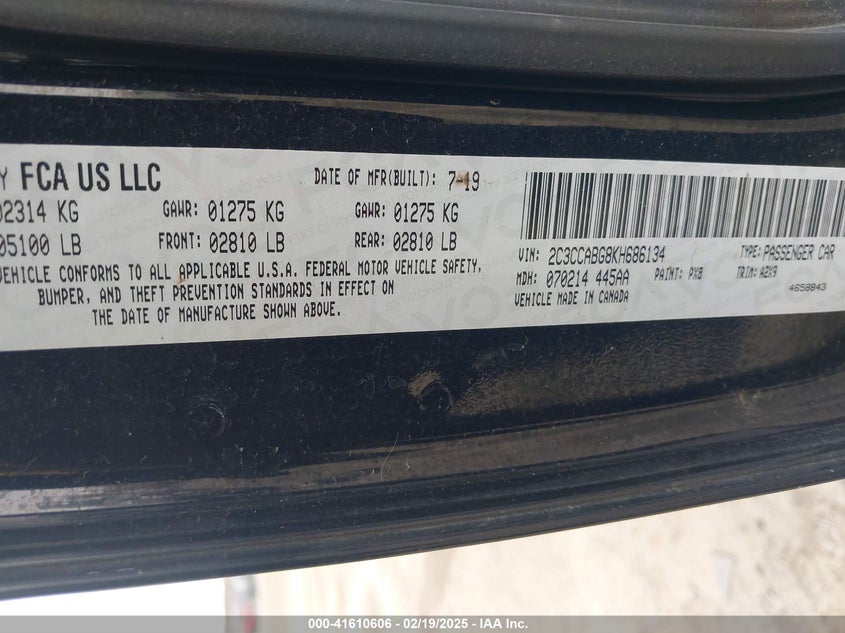 Y FCA US LLC
DATE OF MFR(BUILT): 7-19
02314 KG GAWR: 01275 KG GAWR: 01275 KG
05100 LB FRONT: 02810 LB REAR: 02810 LB
VEHICLE CONFORMS TO ALL APPLICABLE U.S.A. FEDERAL MOTOR VEHICLE SAFETY,
BUMPER, AND THEFT PREVENTION STANDARDS IN EFFECT ON
THE DATE OF MANUFACTURE SHOWN ABOVE.
VIN: 2C3CCABG8KH686134 TYPE: PASSENGER CAR
MDH: 070214 445AA PAINT: PX8 TRIM: A2X9
VEHICLE MADE IN CANADA 4658843
000-41610606 - 02/19/2025 - IAA Inc.